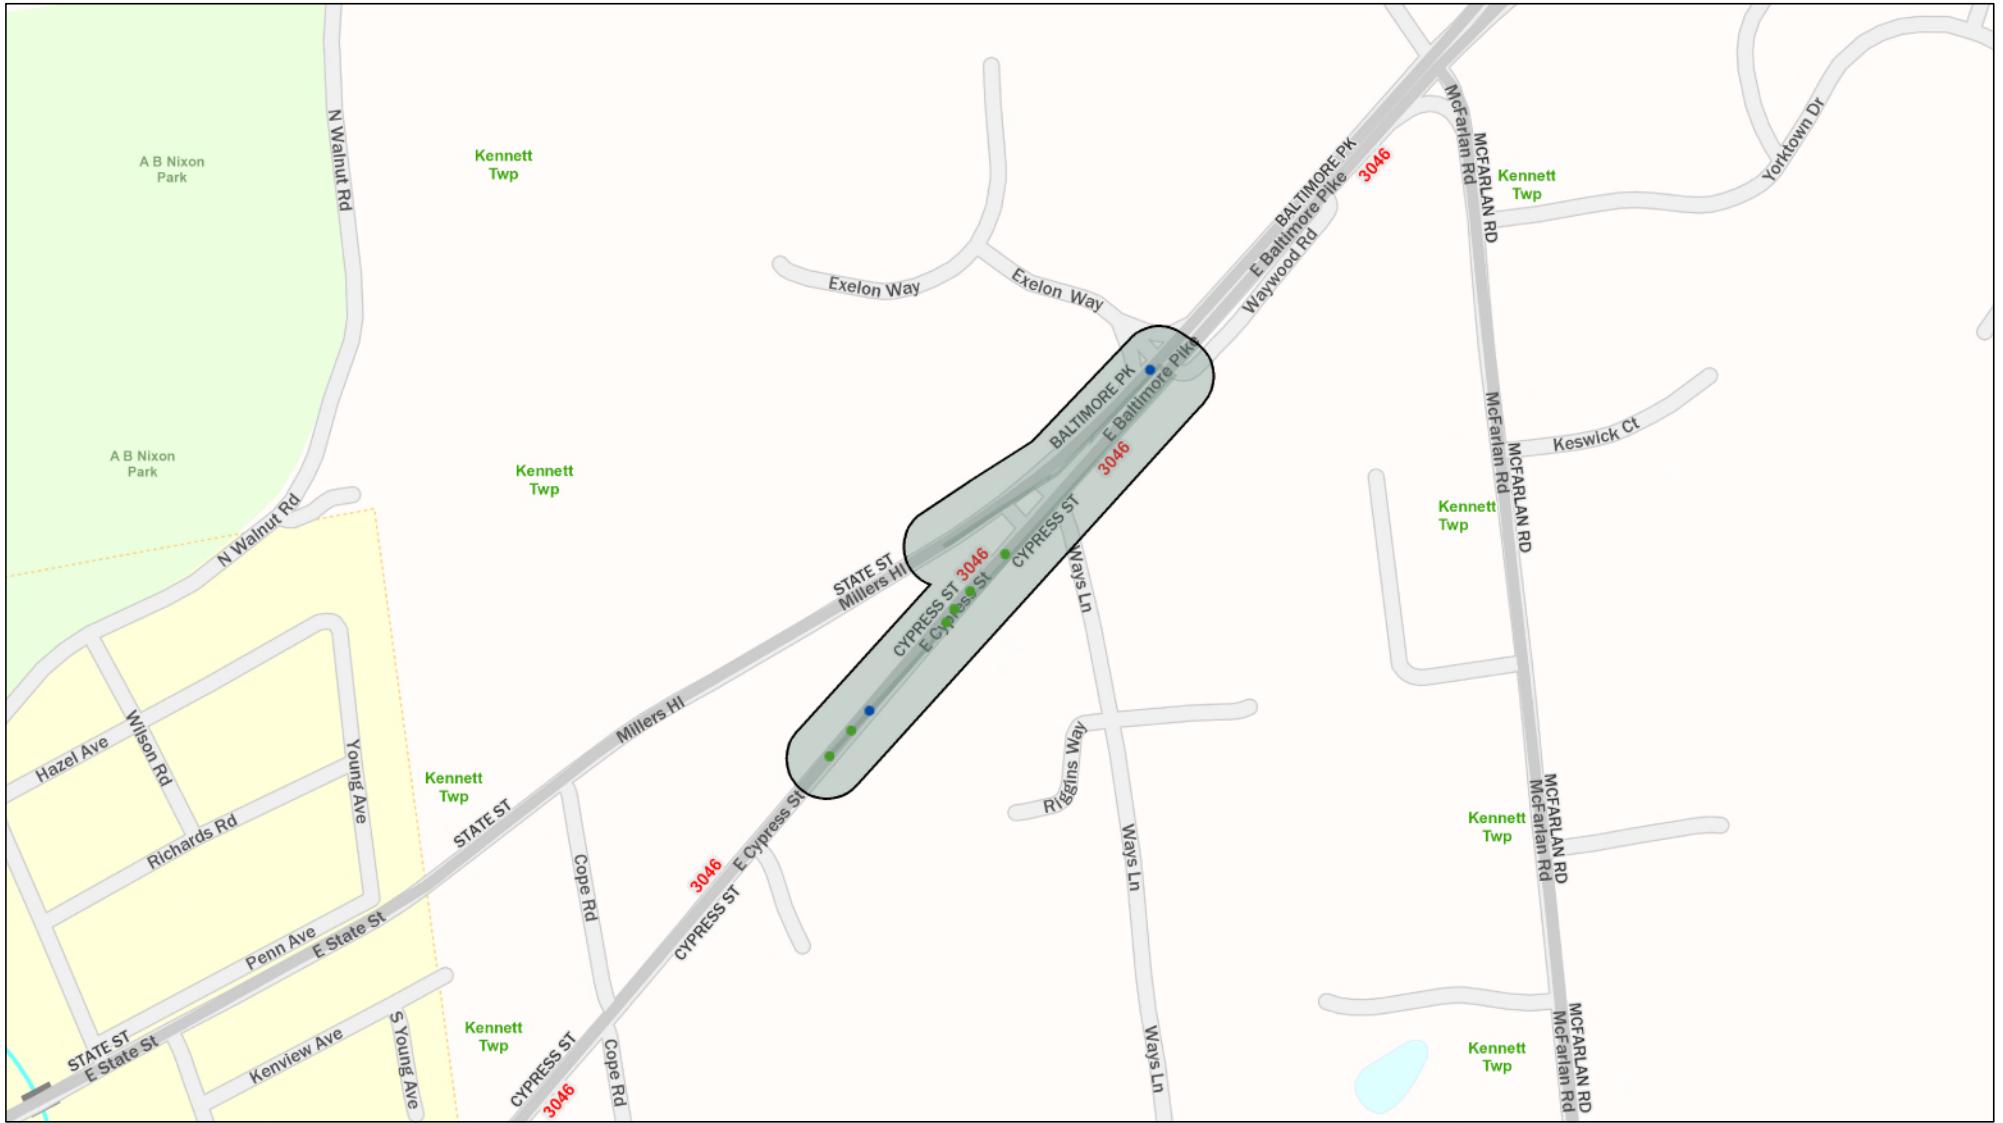 N Walnut Rd
A B Nixon
Park
Kennett
Twp
BALTIMORE PK
E Baltimore Pike
3046
Waywood Rd
McFarlan Rd
MCFARLAN RD
Kennett
Twp
Yorktown Dr
Exelon Way
Exelon Way
BALTIMORE PK
E Baltimore Pike
3046
McFarlan Rd
MCFARLAN RD
Keswick Ct
A B Nixon
Park
Kennett
Twp
N Walnut Rd
Kennett
Twp
STATE ST
Millers Hl
3046
CYPRESS ST
CYPRESS ST
E Cypress St
Ways Ln
Millers Hl
Wilson Rd
Hazel Ave
Young Ave
Richards Rd
Kennett
Twp
STATE ST
Riggins Way
E Cypress St
3046
CYPRESS ST
Cope Rd
Ways Ln
Kennett
Twp
MCFARLAN RD
McFarlan Rd
Penn Ave
E State St
STATE ST
E State St
Kenview Ave
S Young Ave
Kennett
Twp
CYPRESS ST
3046
Cope Rd
Ways Ln
Kennett
Twp
MCFARLAN RD
McFarlan Rd